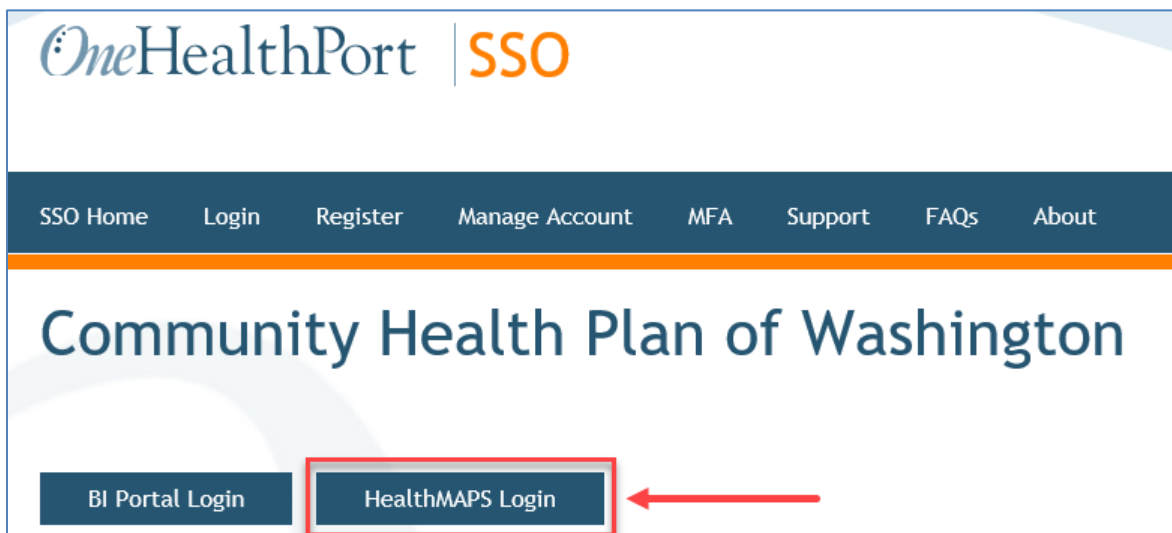 OneHealthPort SSO
SSO Home Login Register Manage Account MFA Support FAQs About
Community Health Plan of Washington
BI Portal Login HealthMAPS Login